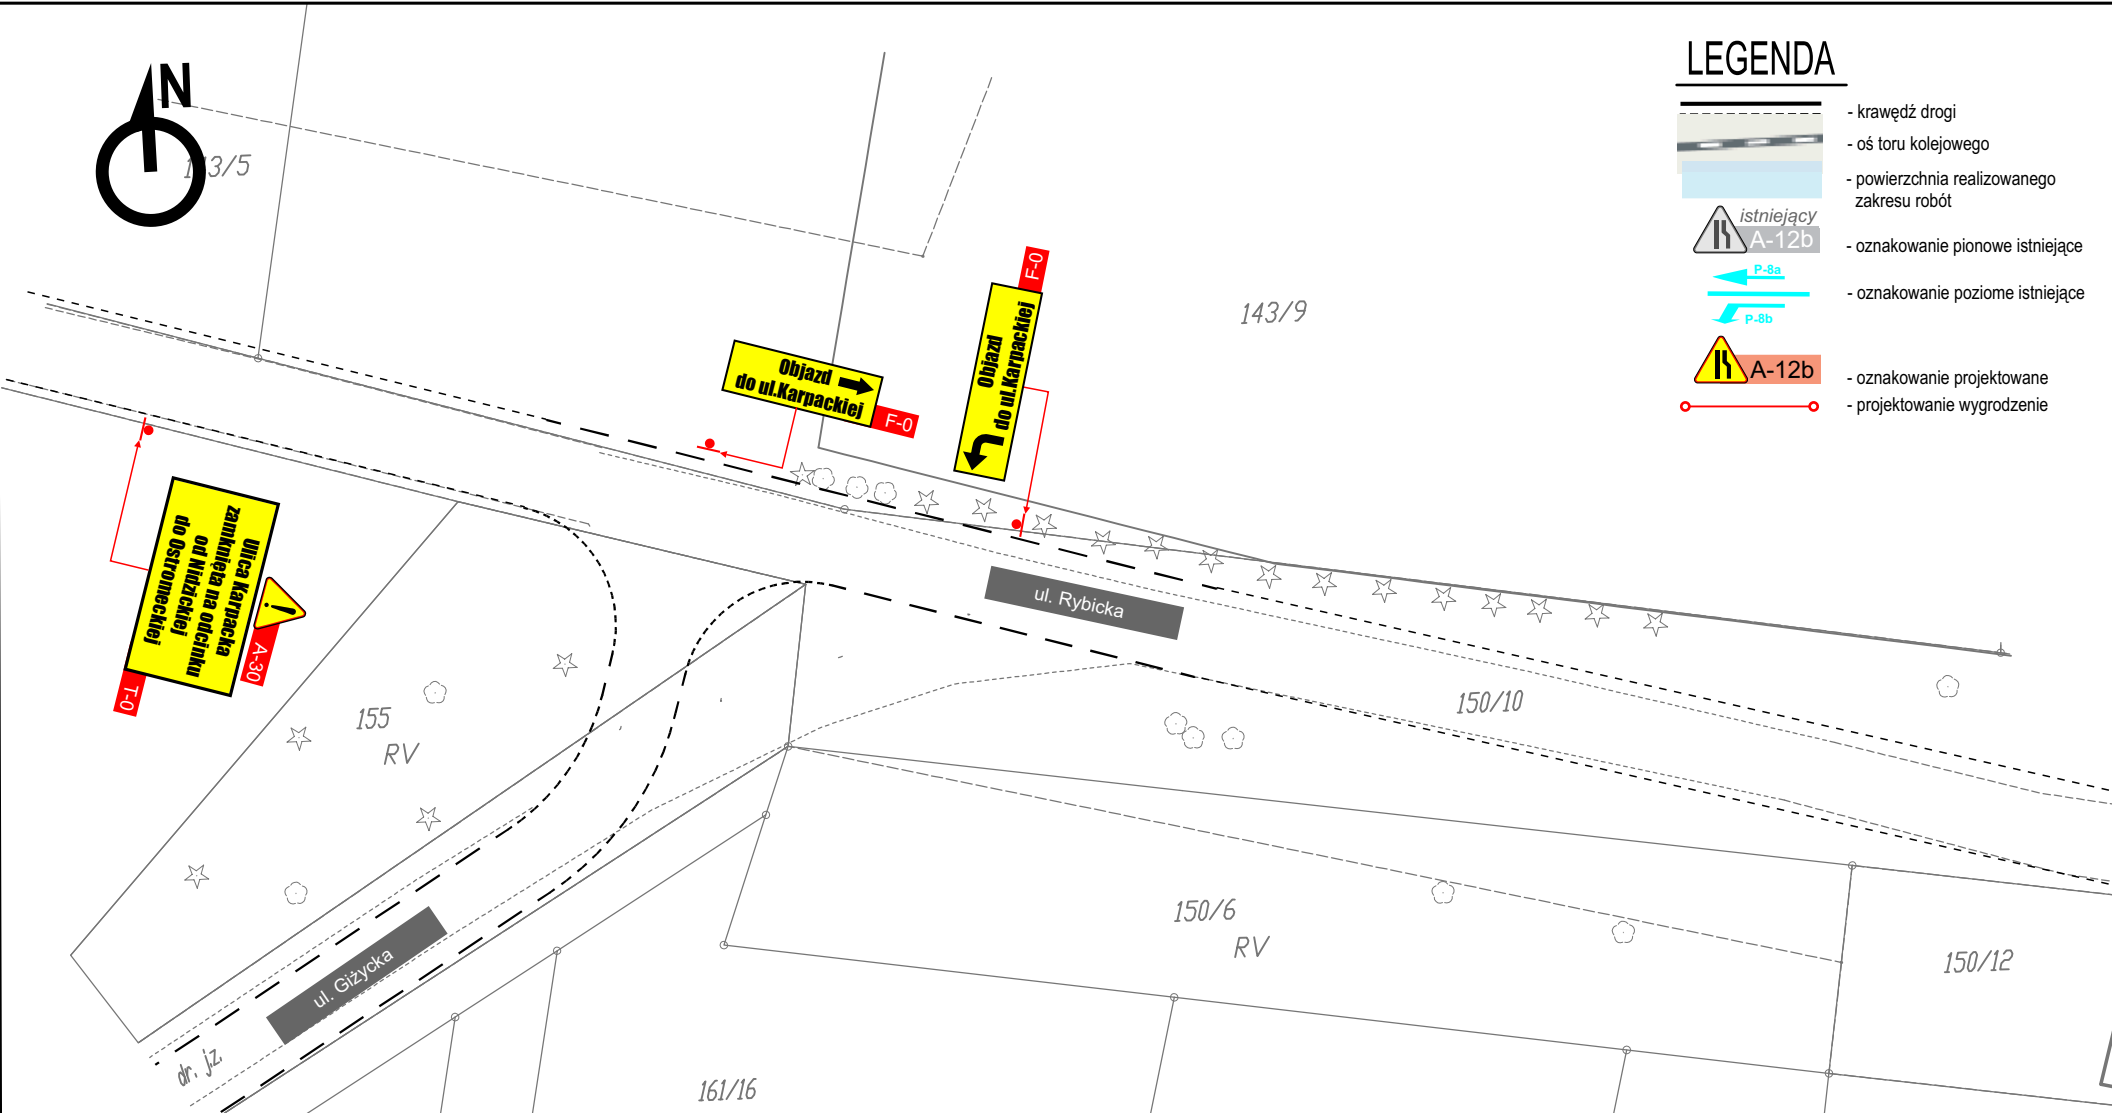 N
143/5
LEGENDA
- krawędź drogi
- oś toru kolejowego
- powierzchnia realizowanego
zakresu robót
istniejący
A-12b
- oznakowanie pionowe istniejące
P-8a
- oznakowanie poziome istniejące
P-8b
A-12b
- oznakowanie projektowane
- projektowanie wygrodzenie
143/9
F-0
Objazd
do ul.Karpackiej
Objazd
do ul.Karpackiej
F-0
Ulica Karpacka
zamknięta na odcinku
od Nidzickiej
do Ostromeckiej
!
A-30
T-0
155
RV
ul. Rybicka
150/10
150/6
RV
150/12
ul. Giżycka
dr. j.z.
161/16